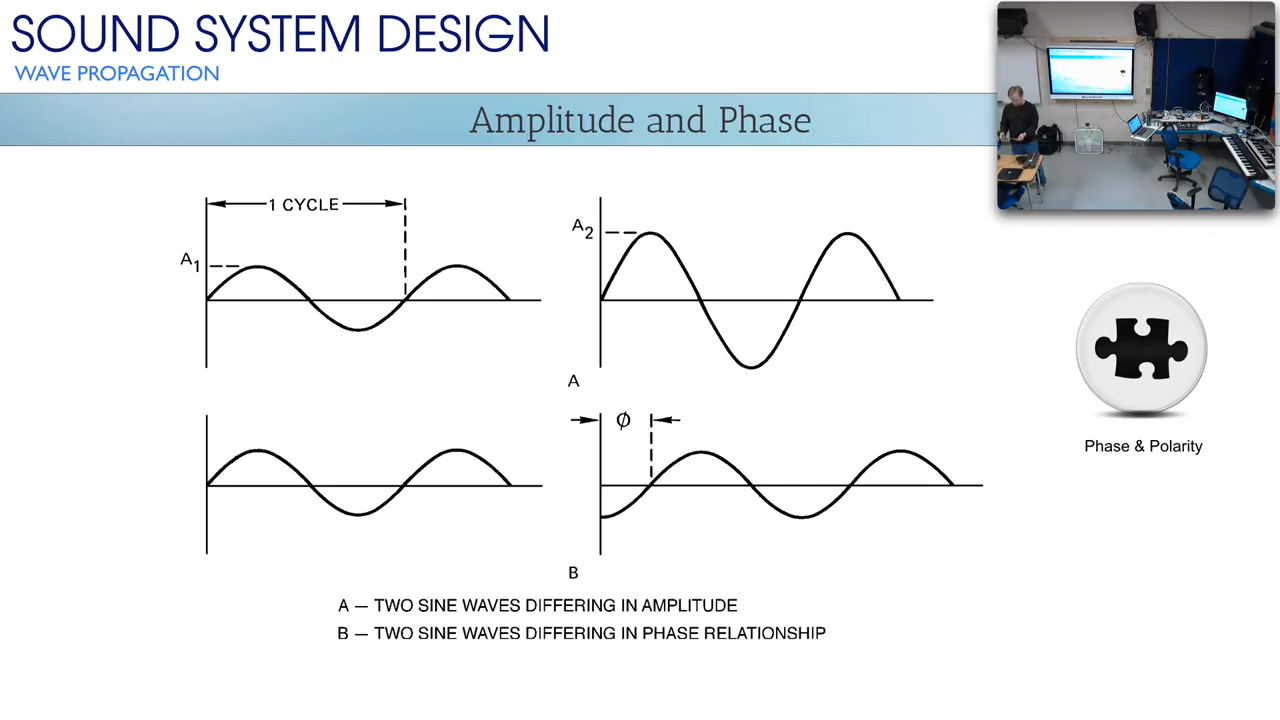 SOUND SYSTEM DESIGN
WAVE PROPAGATION
Amplitude and Phase
1 CYCLE
A1
A2
A
ϕ
Phase & Polarity
B
A — TWO SINE WAVES DIFFERING IN AMPLITUDE
B — TWO SINE WAVES DIFFERING IN PHASE RELATIONSHIP